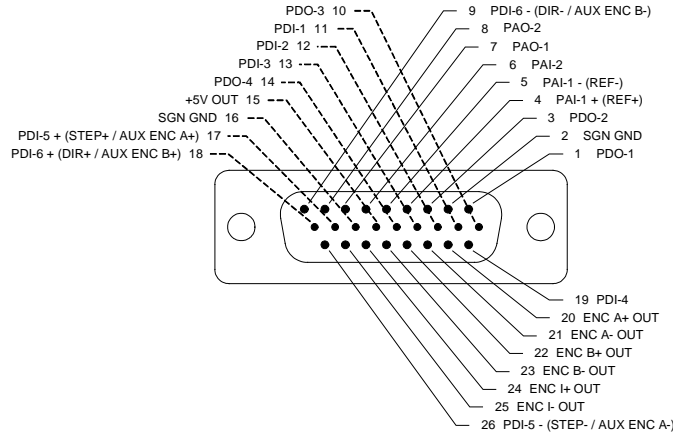 PDO-3 10
PDI-1 11
PDI-2 12
PDI-3 13
PDO-4 14
+5V OUT 15
SGN GND 16
PDI-5 + (STEP+ / AUX ENC A+) 17
PDI-6 + (DIR+ / AUX ENC B+) 18
9 PDI-6 - (DIR- / AUX ENC B-)
8 PAO-2
7 PAO-1
6 PAI-2
5 PAI-1 - (REF-)
4 PAI-1 + (REF+)
3 PDO-2
2 SGN GND
1 PDO-1
19 PDI-4
20 ENC A+ OUT
21 ENC A- OUT
22 ENC B+ OUT
23 ENC B- OUT
24 ENC I+ OUT
25 ENC I- OUT
26 PDI-5 - (STEP- / AUX ENC A-)